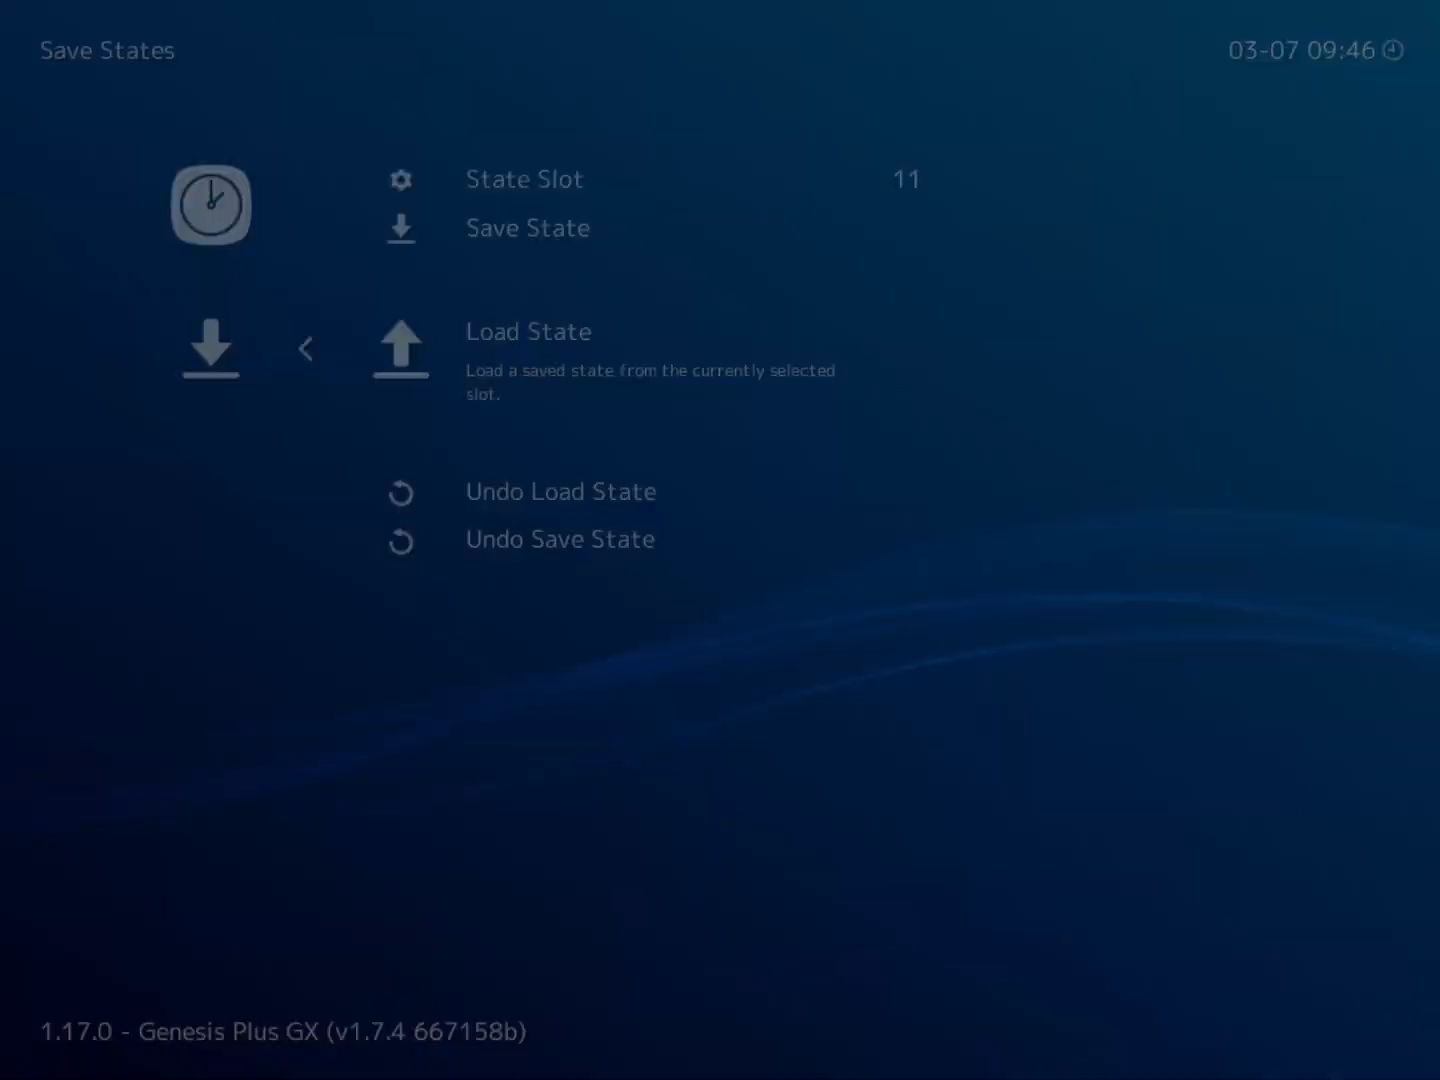 Save States
03-07 09:46
State Slot 11
Save State
Load State
Load a saved state from the currently selected
slot.
Undo Load State
Undo Save State
1.17.0 - Genesis Plus GX (v1.7.4 667158b)